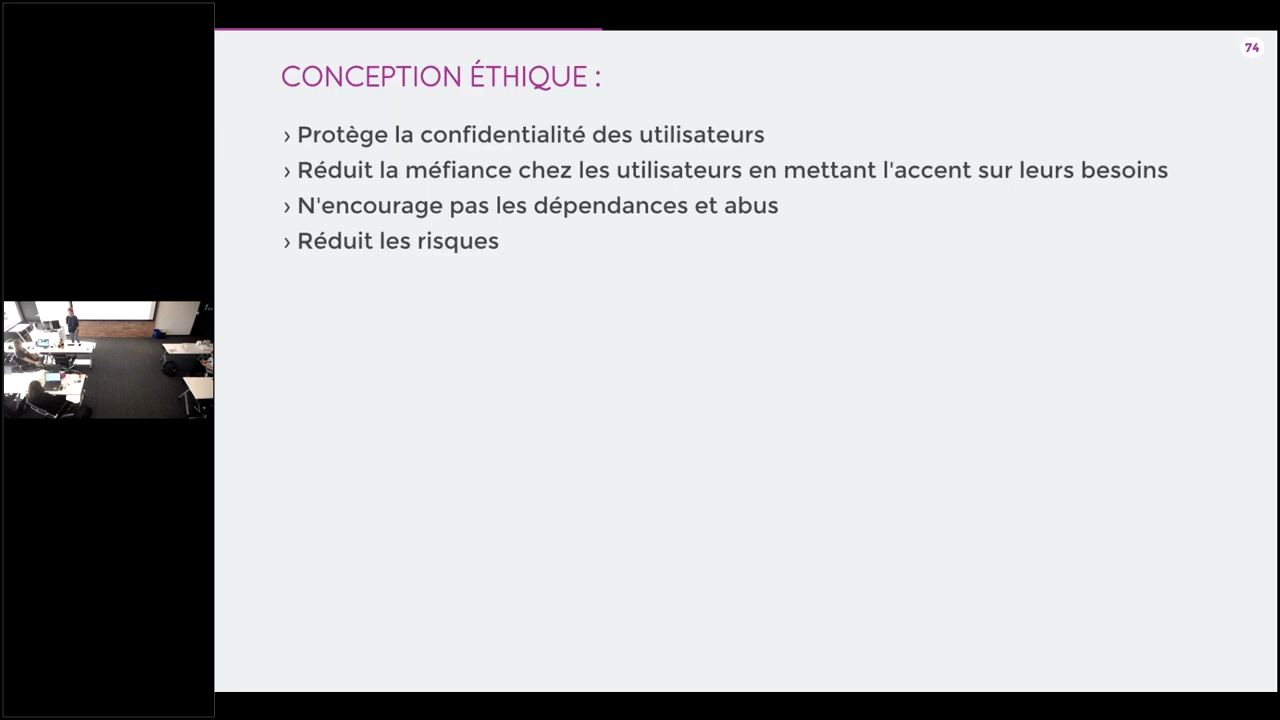 74
CONCEPTION ÉTHIQUE :
› Protège la confidentialité des utilisateurs
› Réduit la méfiance chez les utilisateurs en mettant l'accent sur leurs besoins
› N'encourage pas les dépendances et abus
› Réduit les risques